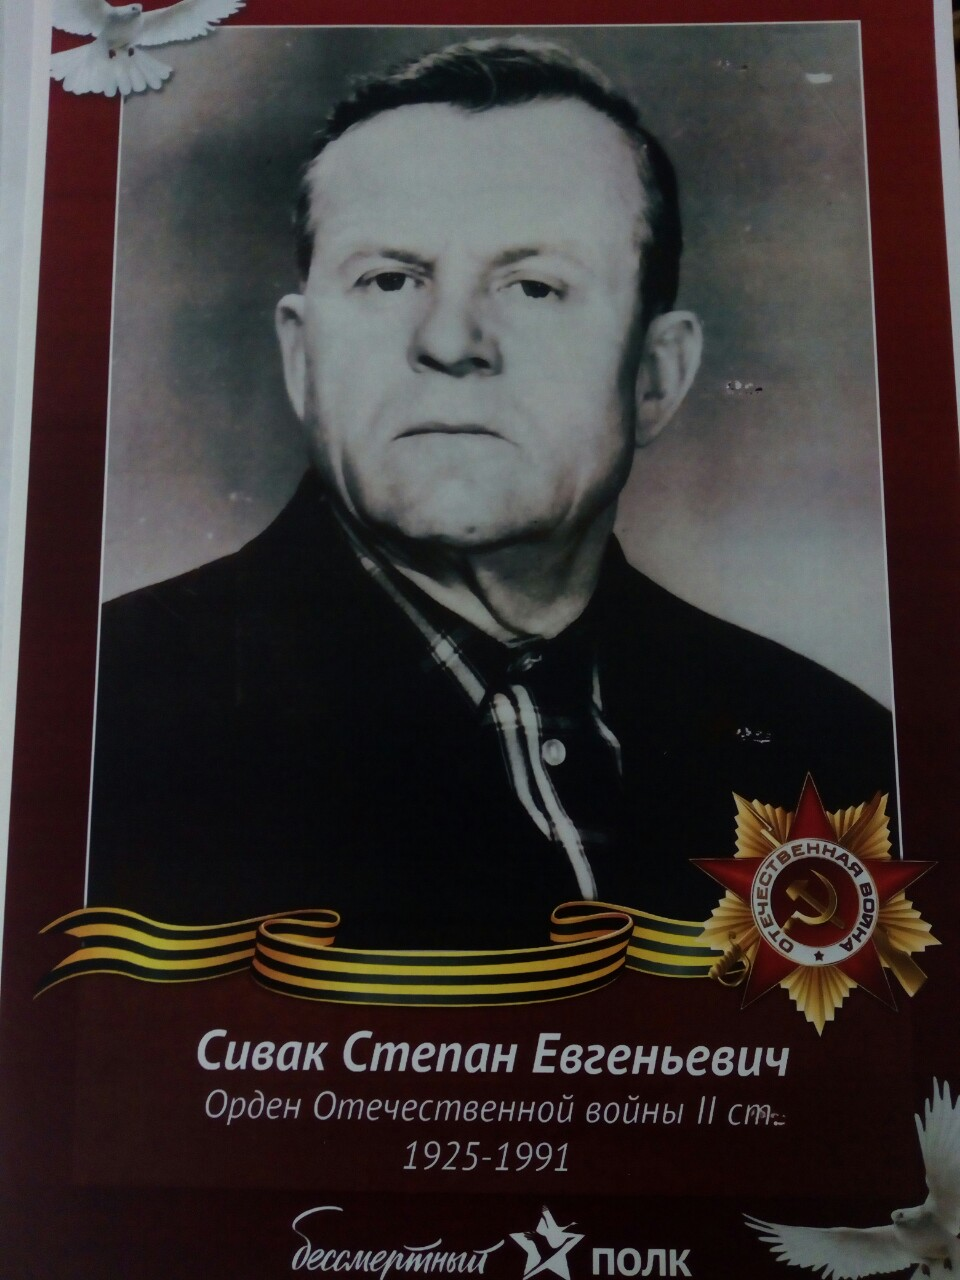 ОТЕЧЕСТВЕННАЯ ВОЙНА
Сивак Степан Евгеньевич
Орден Отечественной войны II ст.
1925-1991
бессмертный ПОЛК